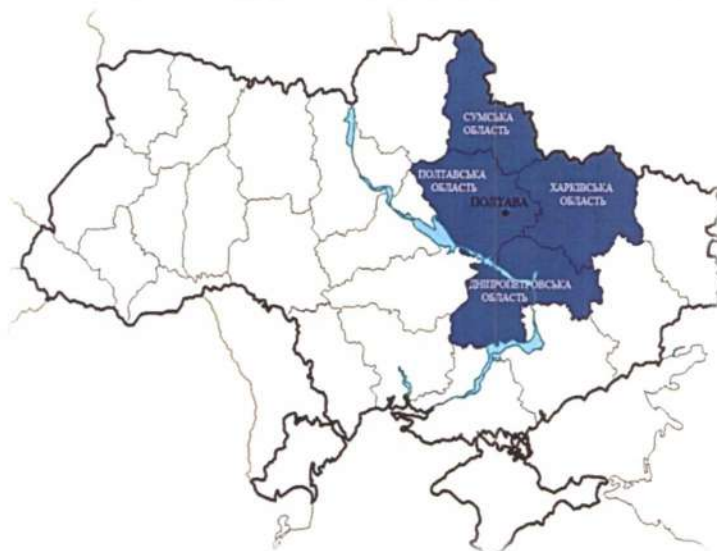 СУМСЬКА
ОБЛАСТЬ
ПОЛТАВСЬКА
ОБЛАСТЬ
ХАРКІВСЬКА
ОБЛАСТЬ
ПОЛТАВА
ДНІПРОПЕТРОВСЬКА
ОБЛАСТЬ